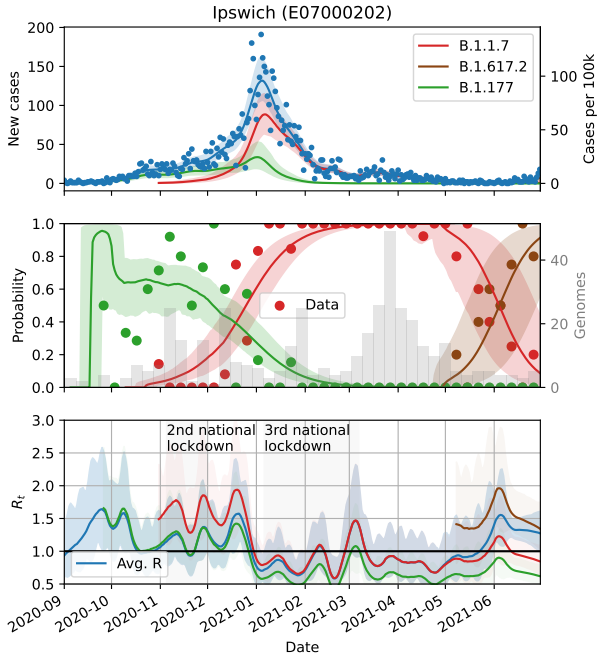 Ipswich (E07000202)
200
150
100
50
0
New cases
100
50
0
Cases per 100k
B.1.1.7
B.1.617.2
B.1.177
1.0
0.8
0.6
0.4
0.2
0.0
Probability
40
20
0
Genomes
Data
3.0
2.5
2.0
1.5
1.0
0.5
Rt
2nd national
lockdown
3rd national
lockdown
Avg. R
2020-09
2020-10
2020-11
2020-12
2021-01
2021-02
2021-03
2021-04
2021-05
2021-06
Date